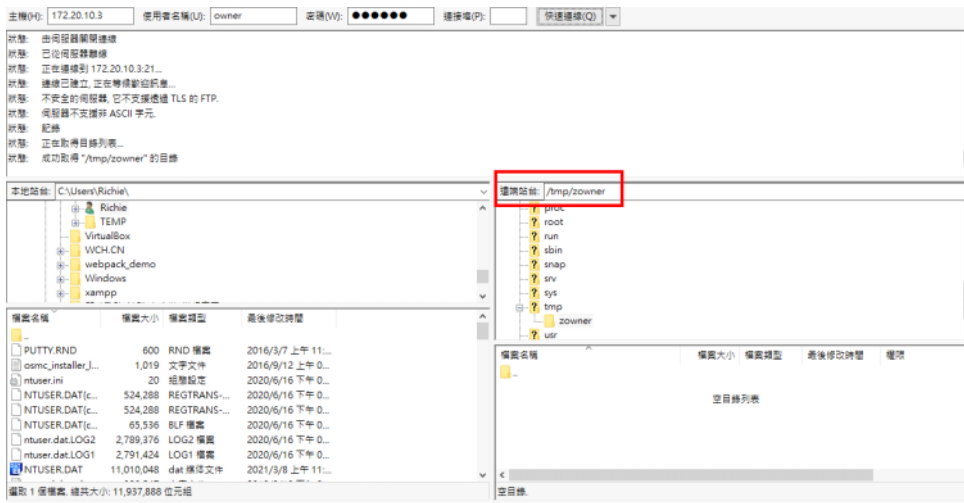 主機(H): 172.20.10.3 使用者名稱(U): owner 密碼(W): ●●●●●● 連接埠(P): 快速連線(Q)
狀態: 由伺服器關閉連線
狀態: 已從伺服器離線
狀態: 正在連線到 172.20.10.3:21...
狀態: 連線已建立, 正在等候歡迎訊息...
狀態: 不安全的伺服器, 它不支援透過 TLS 的 FTP.
狀態: 伺服器不支援非 ASCII 字元.
狀態: 記錄
狀態: 正在取得目錄列表...
狀態: 成功取得 "/tmp/zowner" 的目錄
本地站台: C:\Users\Richie\
Richie
TEMP
VirtualBox
WCH.CN
webpack_demo
Windows
xampp
檔案名稱 檔案大小 檔案類型 最後修改時間
..
PUTTY.RND 600 RND 檔案 2016/3/7 上午 11:...
osmc_installer_l... 1,019 文字文件 2016/9/12 上午 0...
ntuser.ini 20 組態設定 2020/6/16 下午 0...
NTUSER.DAT{c... 524,288 REGTRANS-... 2020/6/16 下午 0...
NTUSER.DAT{c... 524,288 REGTRANS-... 2020/6/16 下午 0...
NTUSER.DAT{c... 65,536 BLF 檔案 2020/6/16 下午 0...
ntuser.dat.LOG2 2,789,376 LOG2 檔案 2020/6/16 下午 0...
ntuser.dat.LOG1 2,791,424 LOG1 檔案 2020/6/16 下午 0...
NTUSER.DAT 11,010,048 dat 媒体文件 2021/3/8 上午 11:...
選取 1 個檔案. 總共大小: 11,937,888 位元組
遠端站台: /tmp/zowner
proc
root
run
sbin
snap
srv
sys
tmp
zowner
usr
檔案名稱 檔案大小 檔案類型 最後修改時間 權限
..
空目錄列表
空目錄.